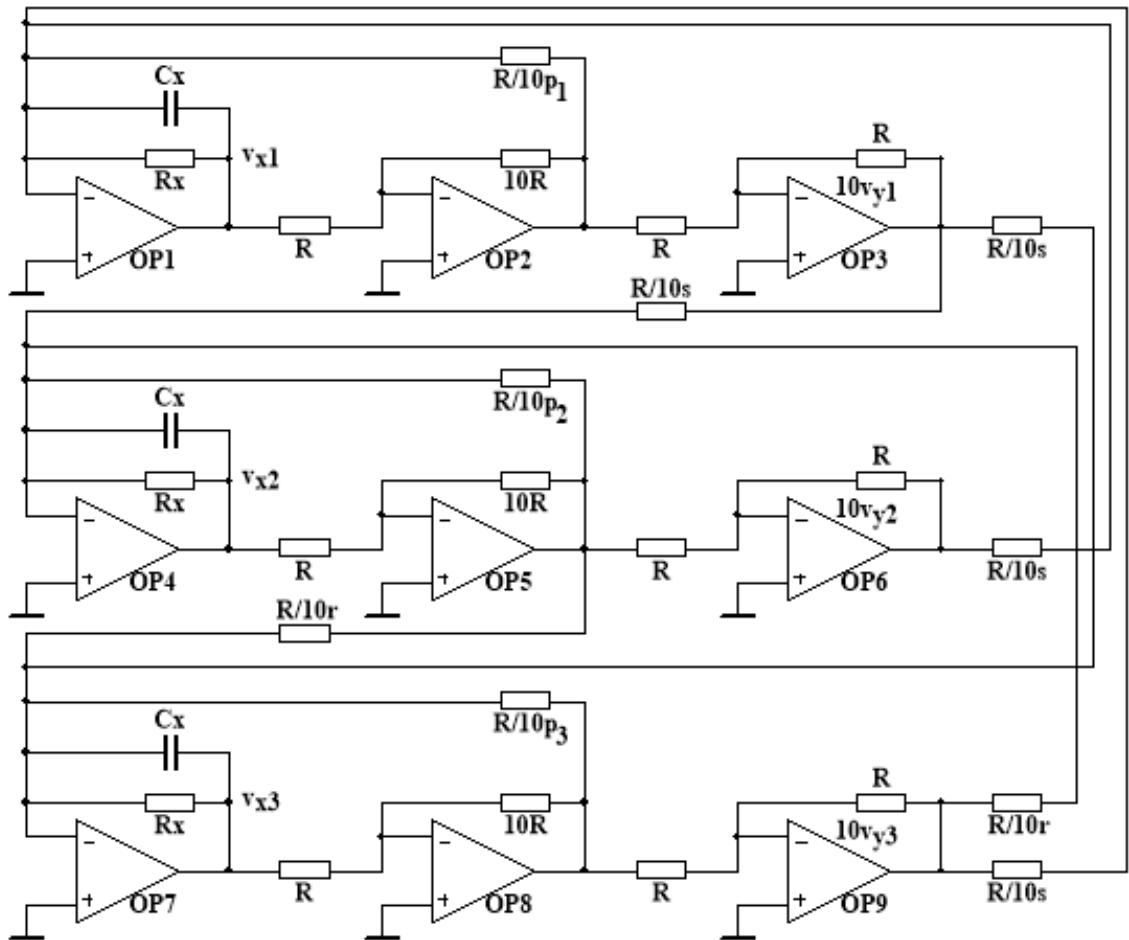 R/10p1
Cx
vx1
Rx
10R
R
10vy1
OP1
R
OP2
R
OP3
R/10s
R/10s
R/10p2
Cx
vx2
Rx
10R
R
10vy2
OP4
R
OP5
R
OP6
R/10s
R/10r
R/10p3
Cx
vx3
Rx
10R
R
10vy3
R/10r
OP7
R
OP8
R
OP9
R/10s